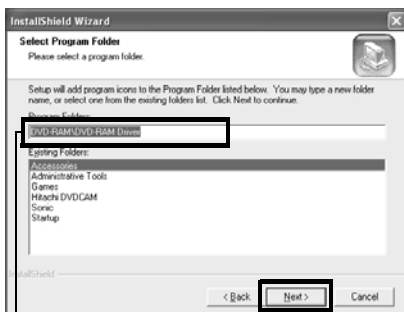 InstallShield Wizard
Select Program Folder
Please select a program folder.
Setup will add program icons to the Program Folder listed below. You may type a new folder
name, or select one from the existing folders list. Click Next to continue.
Program Folders:
DVD-RAM\DVD-RAM Driver
Existing Folders:
Accessories
Administrative Tools
Games
Hitachi DVDCAM
Sonic
Startup
InstallShield
< Back
Next >
Cancel